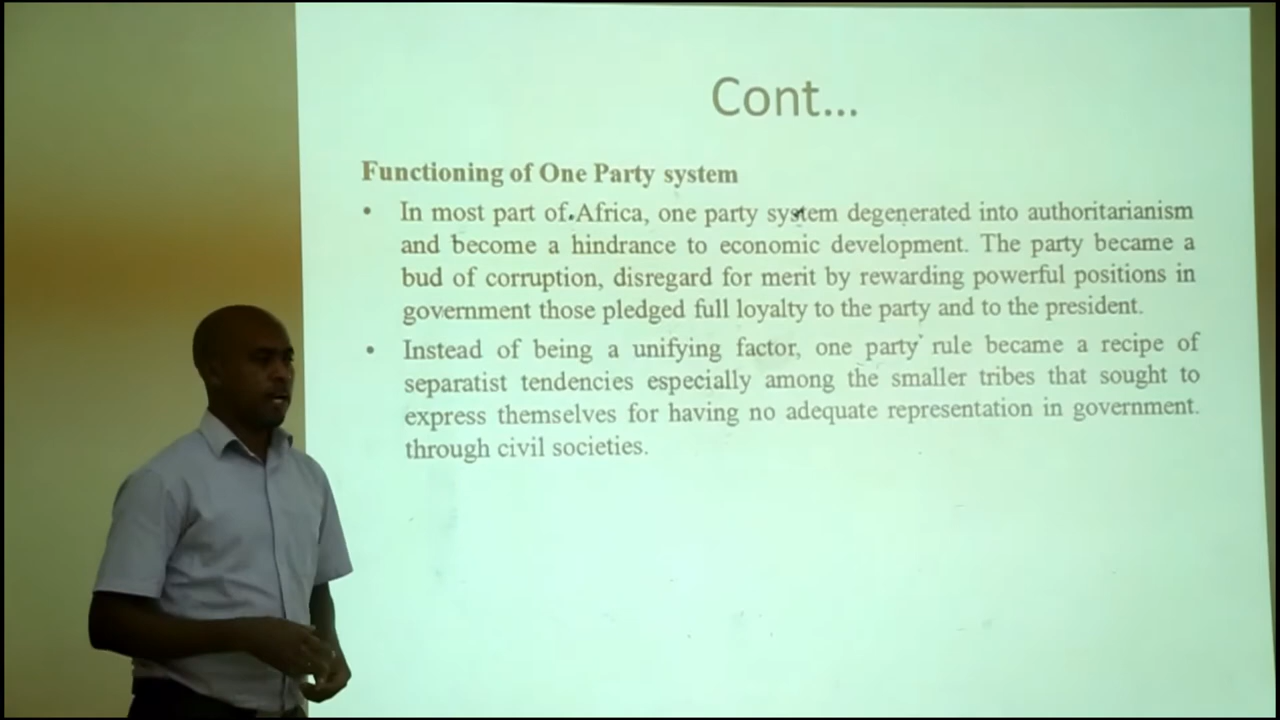 Cont...
Functioning of One Party system
• In most part of Africa, one party system degenerated into authoritarianism
and become a hindrance to economic development. The party became a
bud of corruption, disregard for merit by rewarding powerful positions in
government those pledged full loyalty to the party and to the president.
• Instead of being a unifying factor, one party rule became a recipe of
separatist tendencies especially among the smaller tribes that sought to
express themselves for having no adequate representation in government.
through civil societies.